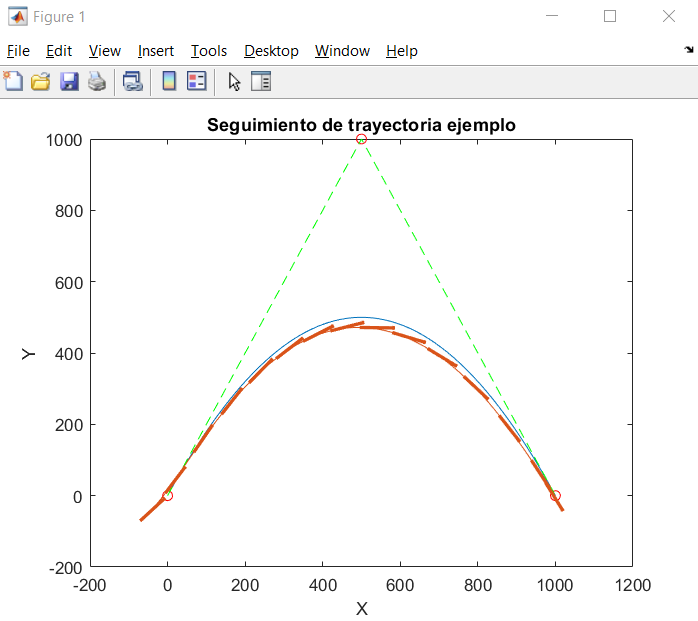 Figure 1
File Edit View Insert Tools Desktop Window Help
Seguimiento de trayectoria ejemplo
1000
800
600
400
200
0
-200
-200 0 200 400 600 800 1000 1200
X
Y